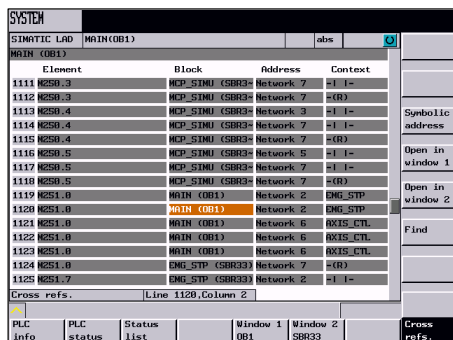 SYSTEM
SIMATIC LAD MAIN(OB1) abs
MAIN (OB1)
Element Block Address Context
1111 M250.3 MCP_SIMU (SBR3~ Network 7 -| |-
1112 M250.3 MCP_SIMU (SBR3~ Network 7 -(R)
1113 M250.4 MCP_SIMU (SBR3~ Network 3 -| |-
1114 M250.4 MCP_SIMU (SBR3~ Network 7 -| |-
1115 M250.4 MCP_SIMU (SBR3~ Network 7 -(R)
1116 M250.5 MCP_SIMU (SBR3~ Network 5 -| |-
1117 M250.5 MCP_SIMU (SBR3~ Network 7 -| |-
1118 M250.5 MCP_SIMU (SBR3~ Network 7 -(R)
1119 M251.0 MAIN (OB1) Network 2 EMG_STP
1120 M251.0 MAIN (OB1) Network 2 EMG_STP
1121 M251.0 MAIN (OB1) Network 6 AXIS_CTL
1122 M251.0 MAIN (OB1) Network 6 AXIS_CTL
1123 M251.0 MAIN (OB1) Network 6 AXIS_CTL
1124 M251.0 EMG_STP (SBR33) Network 7 -(R)
1125 M251.7 EMG_STP (SBR33) Network 2 -| |-
Cross refs. Line 1120,Column 2
Symbolic
address
Open in
window 1
Open in
window 2
Find
PLC
info
PLC
status
Status
list
Window 1
OB1
Window 2
SBR33
Cross
refs.